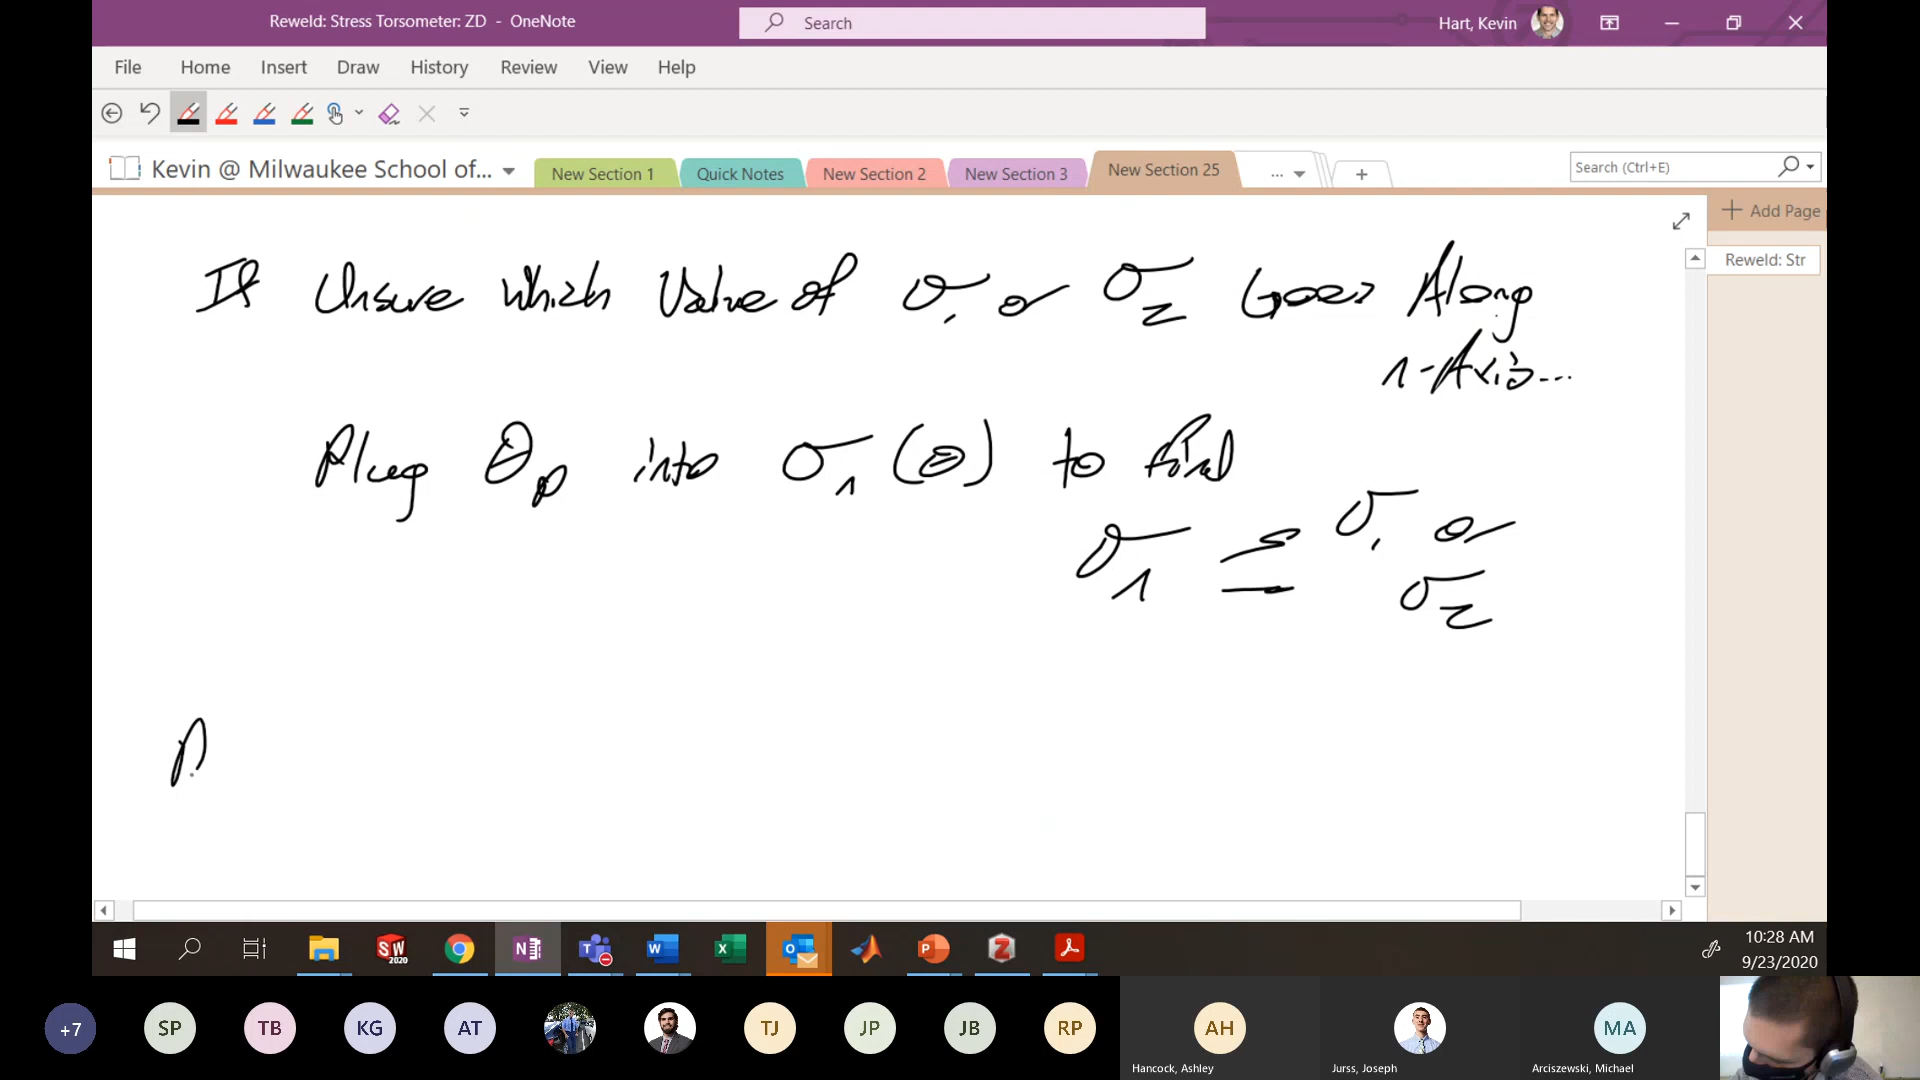 Reweld: Stress Torsometer: ZD - OneNote
Search
Hart, Kevin
File Home Insert Draw History Review View Help
Kevin @ Milwaukee School of...
New Section 1
Quick Notes
New Section 2
New Section 3
New Section 25
...
Search (Ctrl+E)
Add Page
Reweld: Str
If Unsure Which Value of σ₁ or σ₂ Goes Along
n-Axis...
Plug θp into σn (θ) to find
σn ≟ σ₁ or
σ₂
SW
2020
10:28 AM
9/23/2020
+7
SP
TB
KG
AT
TJ
JP
JB
RP
AH
MA
Hancock, Ashley
Jurss, Joseph
Arciszewski, Michael